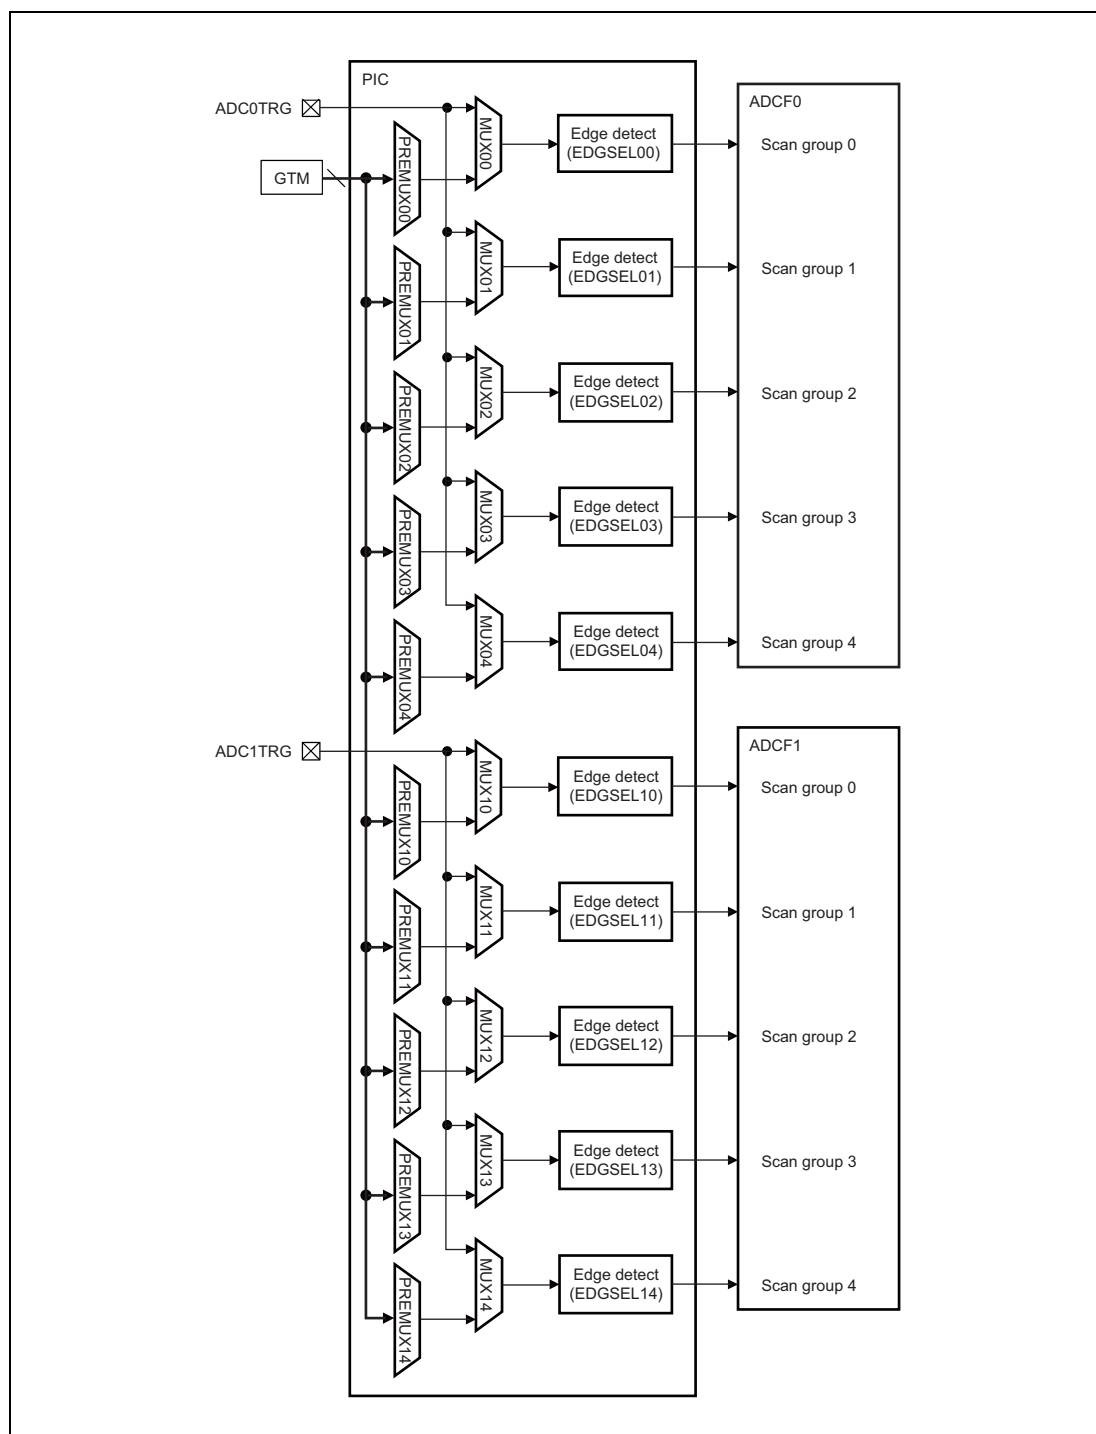 PIC
ADC0TRG
GTM
PREMUX00
MUX00
Edge detect
(EDGSEL00)
ADCF0
Scan group 0
PREMUX01
MUX01
Edge detect
(EDGSEL01)
Scan group 1
PREMUX02
MUX02
Edge detect
(EDGSEL02)
Scan group 2
PREMUX03
MUX03
Edge detect
(EDGSEL03)
Scan group 3
PREMUX04
MUX04
Edge detect
(EDGSEL04)
Scan group 4
ADC1TRG
PREMUX10
MUX10
Edge detect
(EDGSEL10)
ADCF1
Scan group 0
PREMUX11
MUX11
Edge detect
(EDGSEL11)
Scan group 1
PREMUX12
MUX12
Edge detect
(EDGSEL12)
Scan group 2
PREMUX13
MUX13
Edge detect
(EDGSEL13)
Scan group 3
PREMUX14
MUX14
Edge detect
(EDGSEL14)
Scan group 4